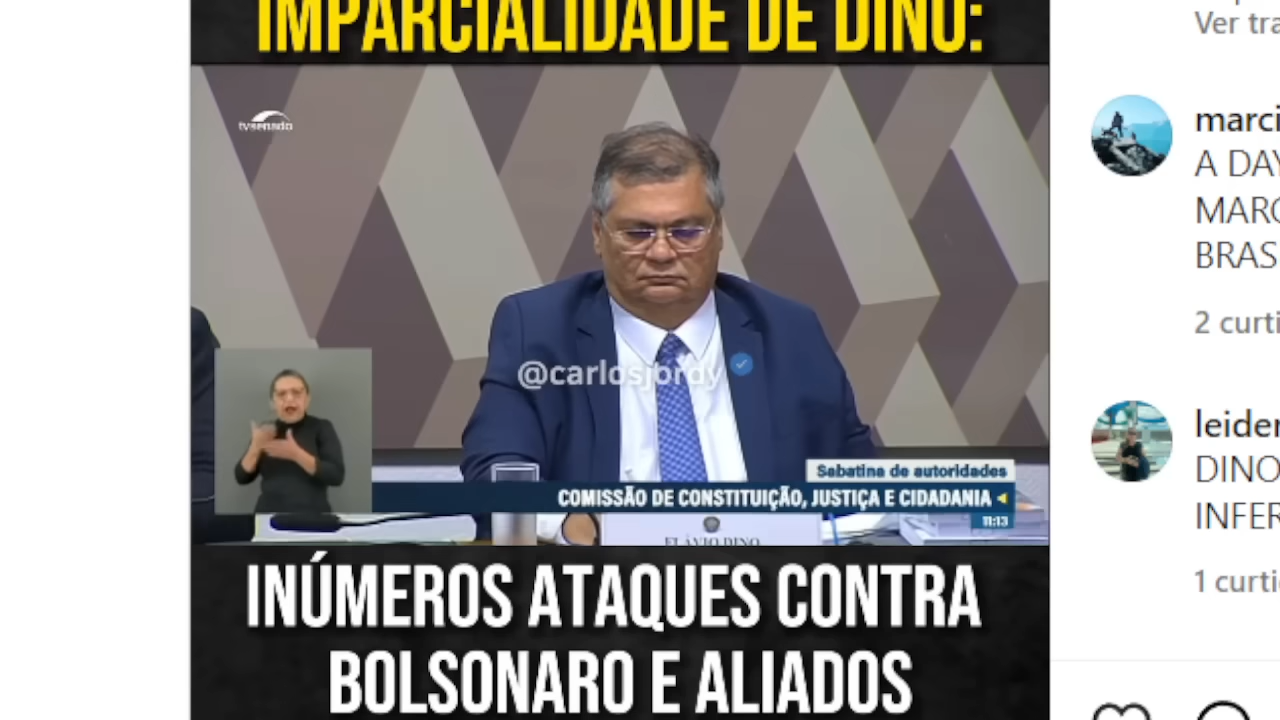 IMPARCIALIDADE DE DINO:
tvsenado
@carlosjordy
Sabatina de autoridades
COMISSÃO DE CONSTITUIÇÃO, JUSTIÇA E CIDADANIA
11:13
FLÁVIO DINO
INÚMEROS ATAQUES CONTRA
BOLSONARO E ALIADOS
Ver tra
marci
A DAY
MARC
BRAS
2 curti
leider
DINO
INFER
1 curti